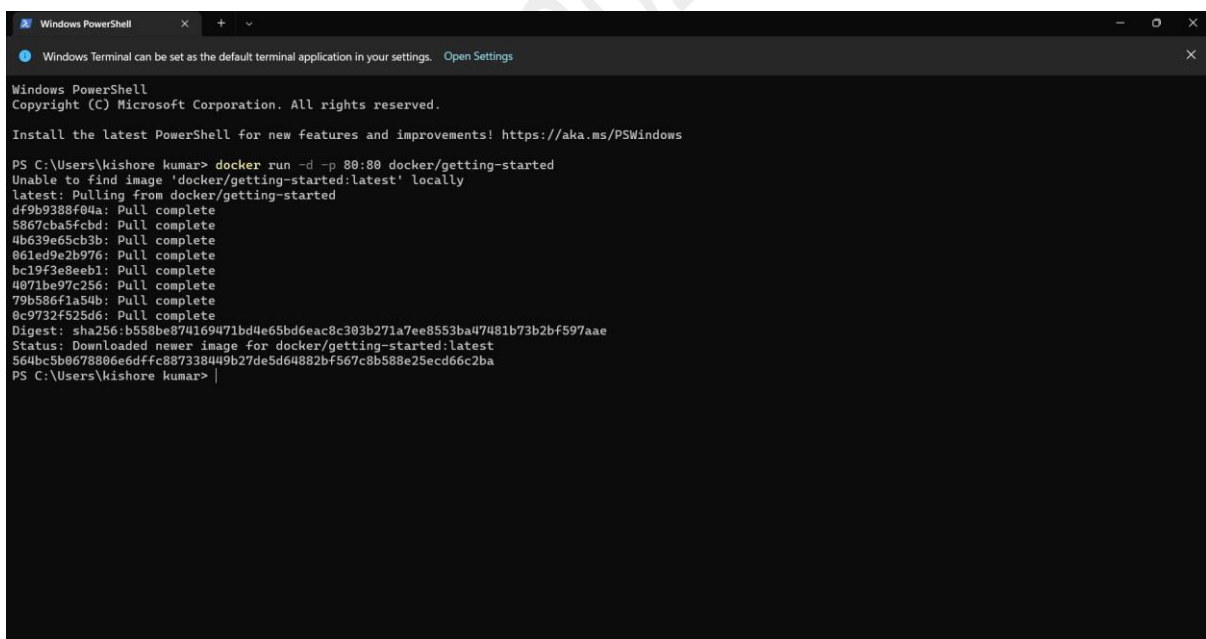 Windows PowerShell
Windows Terminal can be set as the default terminal application in your settings. Open Settings
Windows PowerShell
Copyright (C) Microsoft Corporation. All rights reserved.
Install the latest PowerShell for new features and improvements! https://aka.ms/PSWindows
PS C:\Users\kishore kumar> docker run -d -p 80:80 docker/getting-started
Unable to find image 'docker/getting-started:latest' locally
latest: Pulling from docker/getting-started
df9b9388f04a: Pull complete
5867cba5fcbd: Pull complete
4b639e65cb3b: Pull complete
061ed9e2b976: Pull complete
bc19f3e8eeb1: Pull complete
4071be97c256: Pull complete
79b586f1a54b: Pull complete
0c9732f525d6: Pull complete
Digest: sha256:b558be874169471bd4e65bd6eac8c303b271a7ee8553ba47481b73b2bf597aae
Status: Downloaded newer image for docker/getting-started:latest
564bc5b0678806e6dffc887338449b27de5d64882bf567c8b588e25ecd66c2ba
PS C:\Users\kishore kumar>